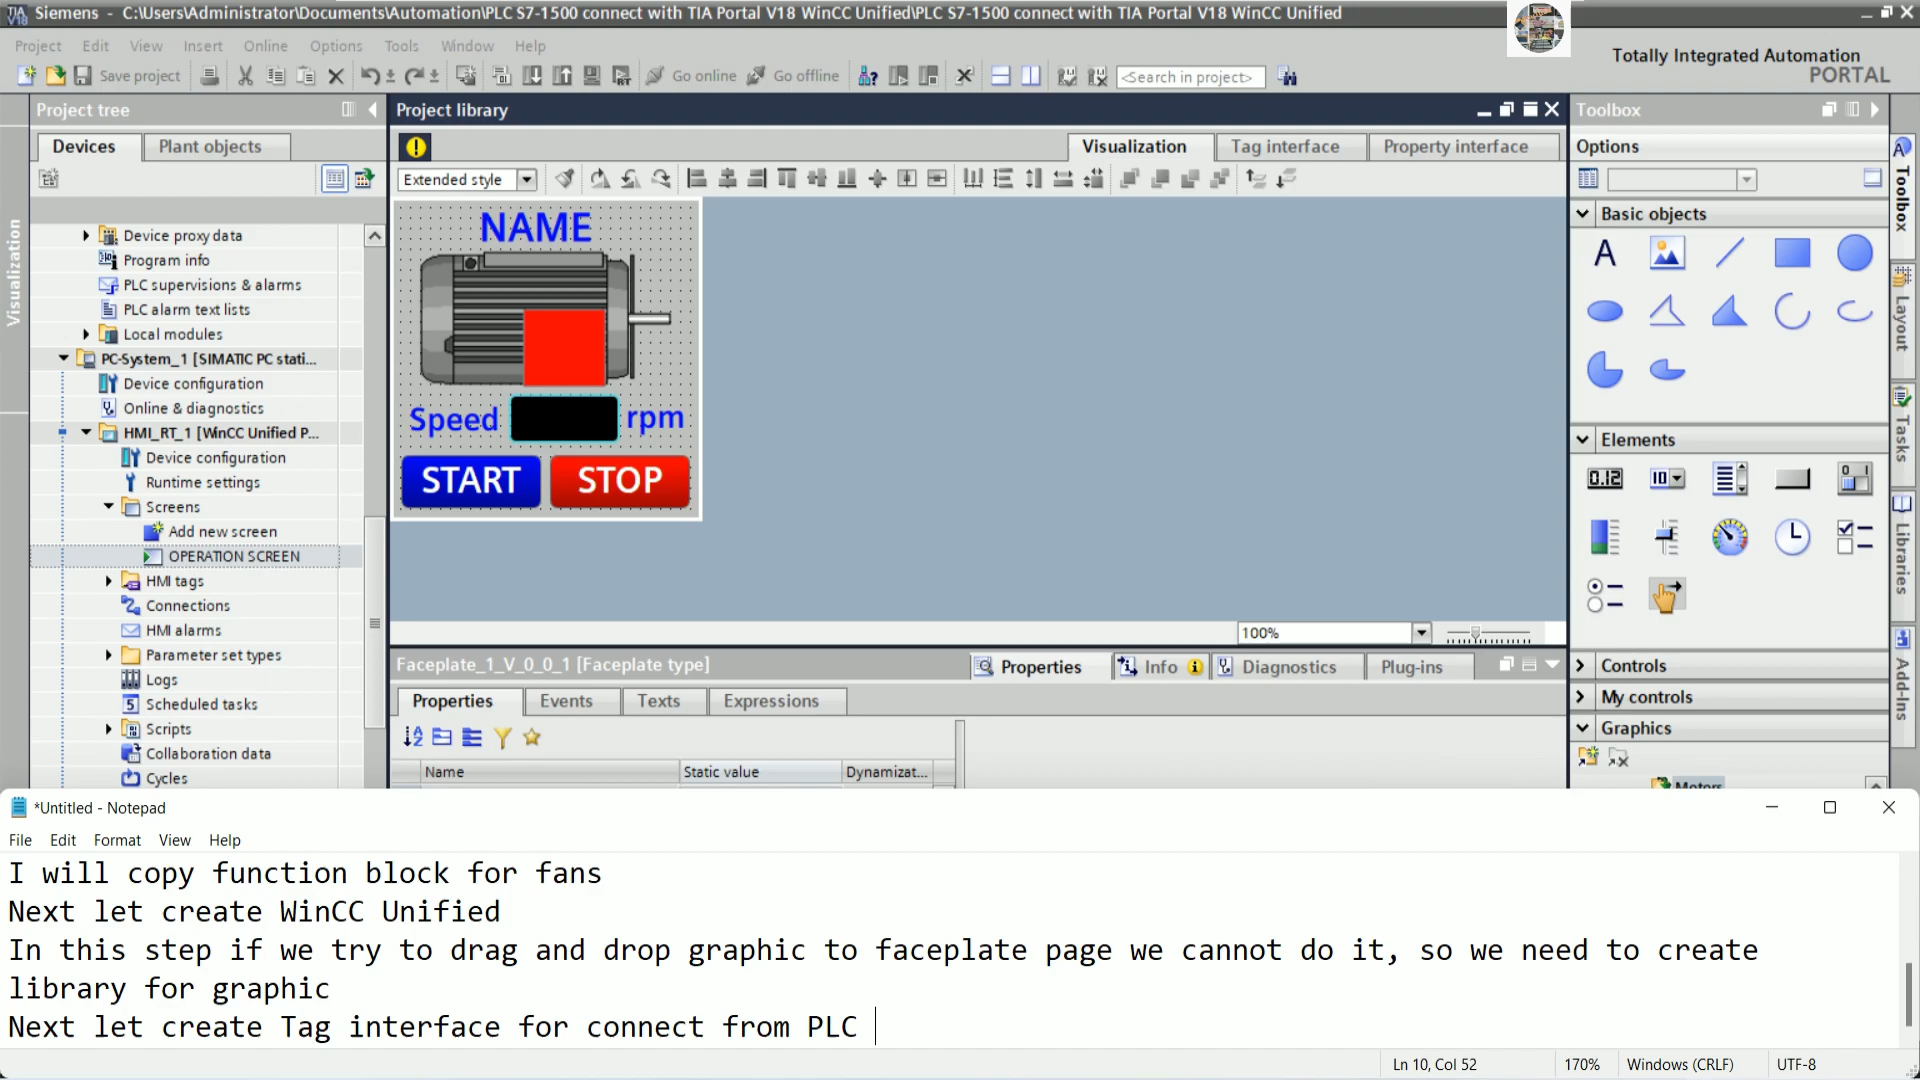 Siemens - C:\Users\Administrator\Documents\Automation\PLC S7-1500 connect with TIA Portal V18 WinCC Unified\PLC S7-1500 connect with TIA Portal V18 WinCC Unified
Project Edit View Insert Online Options Tools Window Help
Totally Integrated Automation
PORTAL
Save project
Go online
Go offline
<Search in project>
Project tree
Project library
Toolbox
Devices
Plant objects
Visualization
Tag interface
Property interface
Options
Extended style
Visualization
Device proxy data
Program info
PLC supervisions & alarms
PLC alarm text lists
Local modules
PC-System_1 [SIMATIC PC stati...
Device configuration
Online & diagnostics
HMI_RT_1 [WinCC Unified P...
Device configuration
Runtime settings
Screens
Add new screen
OPERATION SCREEN
HMI tags
Connections
HMI alarms
Parameter set types
Logs
Scheduled tasks
Scripts
Collaboration data
Cycles
NAME
Speed
rpm
START
STOP
100%
Faceplate_1_V_0_0_1 [Faceplate type]
Properties
Info
Diagnostics
Plug-ins
Properties
Events
Texts
Expressions
Name
Static value
Dynamizat...
Basic objects
Elements
Controls
My controls
Graphics
Motors
Toolbox
Layout
Tasks
Libraries
Add-Ins
*Untitled - Notepad
File Edit Format View Help
I will copy function block for fans
Next let create WinCC Unified
In this step if we try to drag and drop graphic to faceplate page we cannot do it, so we need to create
library for graphic
Next let create Tag interface for connect from PLC
Ln 10, Col 52
170%
Windows (CRLF)
UTF-8